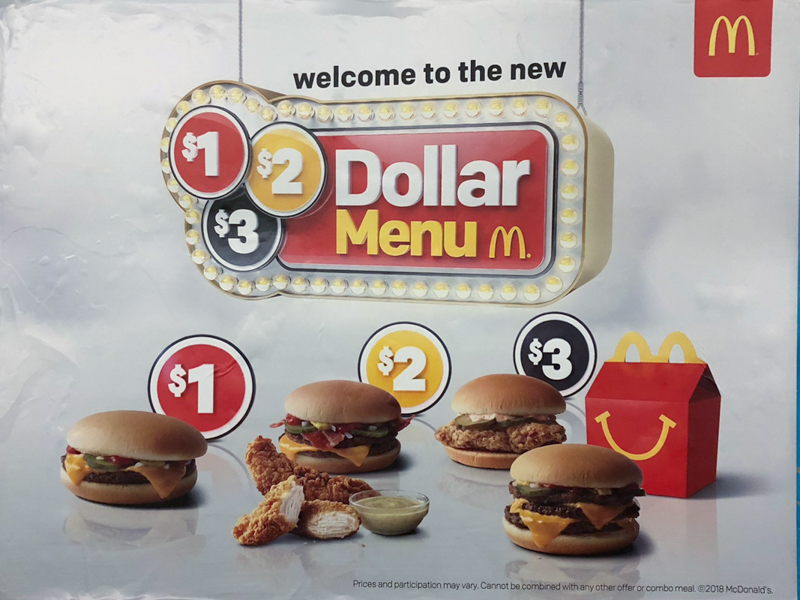 welcome to the new
$1
$2
$3
Dollar
Menu
$1
$2
$3
Prices and participation may vary. Cannot be combined with any other offer or combo meal. ©2018 McDonald's.